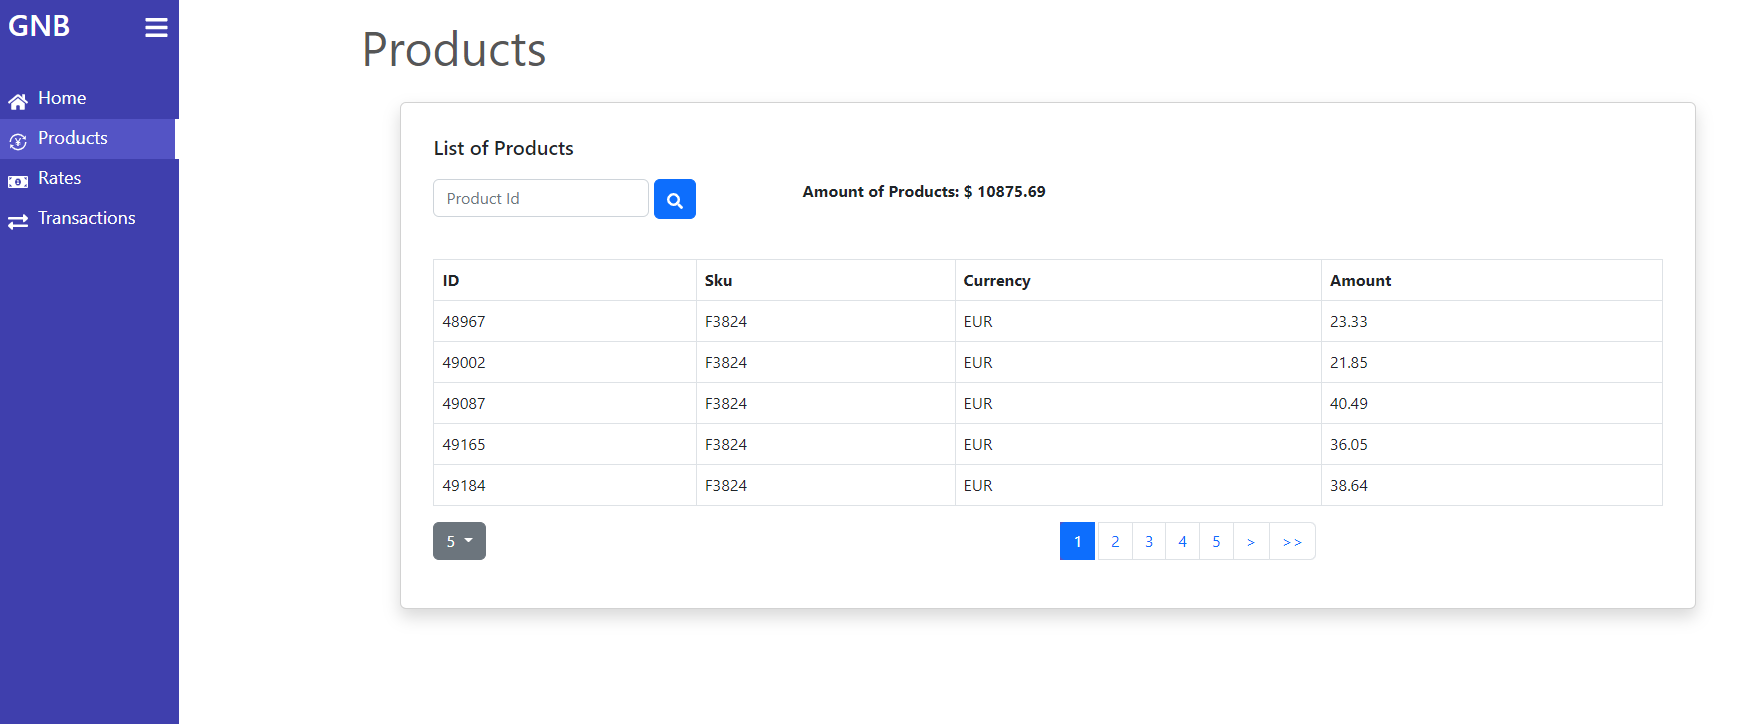 GNB
Home
Products
Rates
Transactions
Products
List of Products
Product Id
Amount of Products: $ 10875.69
ID Sku Currency Amount
48967 F3824 EUR 23.33
49002 F3824 EUR 21.85
49087 F3824 EUR 40.49
49165 F3824 EUR 36.05
49184 F3824 EUR 38.64
5
1 2 3 4 5 > >>